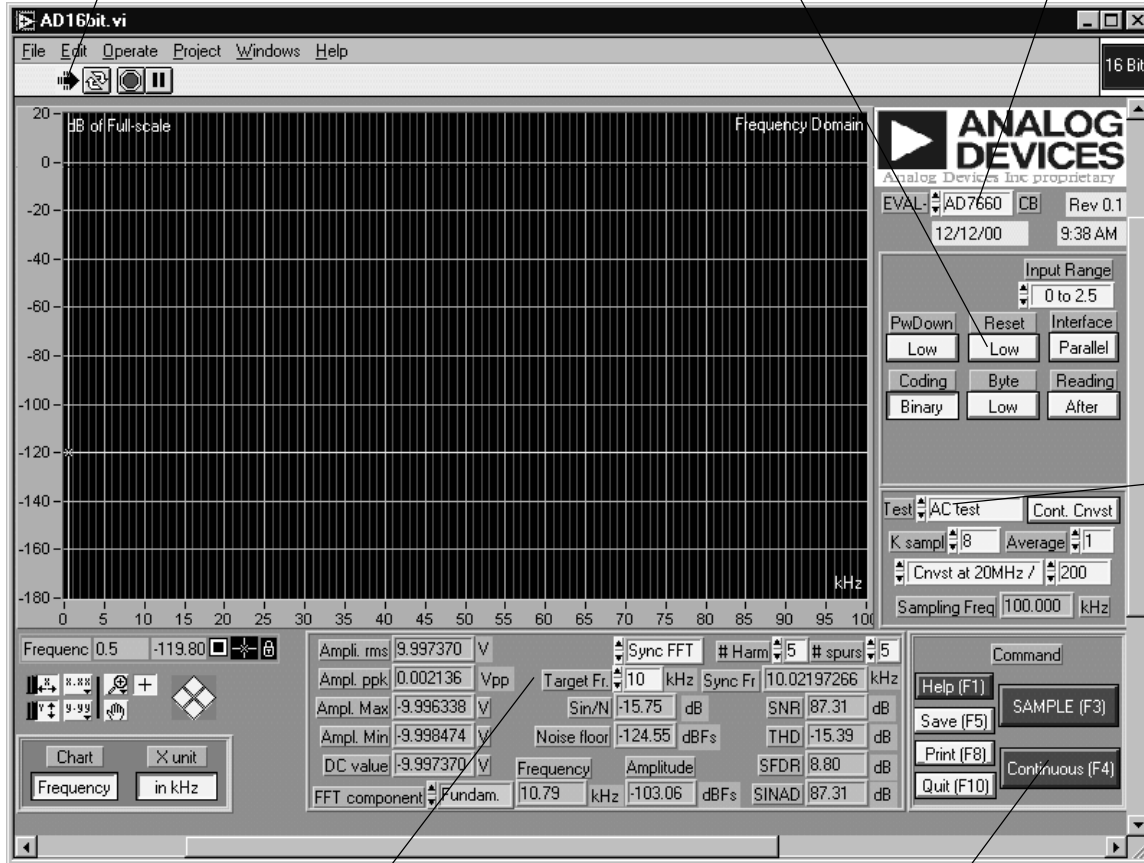 AD16bit.vi
File Edit Operate Project Windows Help
16 Bit
dB of Full-scale
Frequency Domain
20
0
-20
-40
-60
-80
-100
-120
-140
-160
-180
kHz
0 5 10 15 20 25 30 35 40 45 50 55 60 65 70 75 80 85 90 95
ANALOG
DEVICES
Analog Devices Inc proprietary
EVAL- AD7660 CB Rev 0.1
12/12/00 9:38 AM
Input Range
0 to 2.5
PwDown Reset Interface
Low Low Parallel
Coding Byte Reading
Binary Low After
Test AC test Cont. Cnvst
K sampl 8 Average 1
Cnvst at 20MHz / 200
Sampling Freq 100.000 kHz
Frequenc 0.5 -119.80
X.XX
Y.YY
Chart X unit
Frequency in kHz
Ampli. rms 9.997370 V Sync FFT # Harm 5 # spurs 5
Ampl. ppk 0.002136 Vpp Target Fr. 10 kHz Sync Fr 10.02197266 kHz
Ampl. Max -9.996338 V Sin/N -15.75 dB SNR 87.31 dB
Ampl. Min -9.998474 V Noise floor -124.55 dBFs THD -15.39 dB
DC value -9.997370 V Frequency Amplitude SFDR 8.80 dB
FFT component Fundam. 10.79 kHz -103.06 dBFs SINAD 87.31 dB
Command
Help (F1)
SAMPLE (F3)
Save (F5)
Print (F8)
Continuous (F4)
Quit (F10)